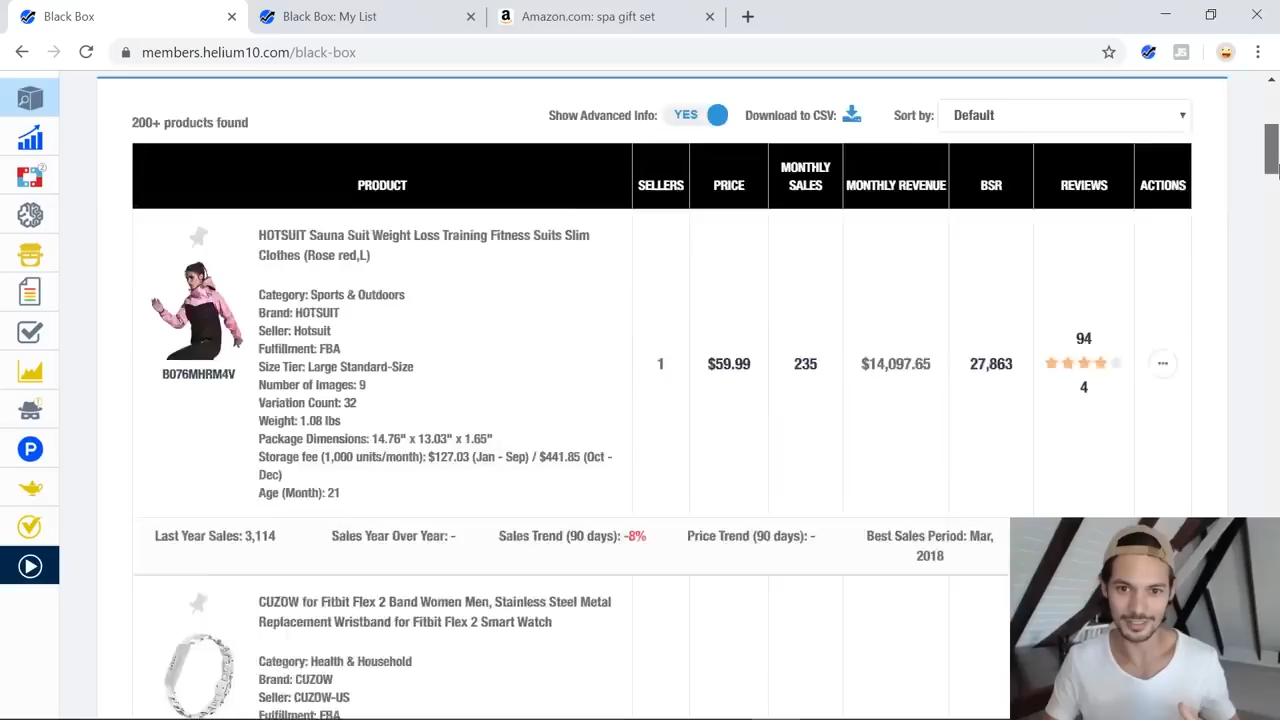 Black Box
Black Box: My List
Amazon.com: spa gift set
members.helium10.com/black-box
JS
2
P
200+ products found
Show Advanced Info:
YES
Download to CSV:
Sort by:
Default
PRODUCT
SELLERS
PRICE
MONTHLY
SALES
MONTHLY REVENUE
BSR
REVIEWS
ACTIONS
HOTSUIT Sauna Suit Weight Loss Training Fitness Suits Slim
Clothes (Rose red,L)
Category: Sports & Outdoors
Brand: HOTSUIT
Seller: Hotsuit
Fulfillment: FBA
Size Tier: Large Standard-Size
Number of Images: 9
Variation Count: 32
Weight: 1.08 lbs
Package Dimensions: 14.76" x 13.03" x 1.65"
Storage fee (1,000 units/month): $127.03 (Jan - Sep) / $441.85 (Oct -
Dec)
Age (Month): 21
B076MHRM4V
1
$59.99
235
$14,097.65
27,863
94
4
Last Year Sales: 3,114
Sales Year Over Year: -
Sales Trend (90 days): -8%
Price Trend (90 days): -
Best Sales Period: Mar,
2018
CUZOW for Fitbit Flex 2 Band Women Men, Stainless Steel Metal
Replacement Wristband for Fitbit Flex 2 Smart Watch
Category: Health & Household
Brand: CUZOW
Seller: CUZOW-US
Fulfillment: FBA